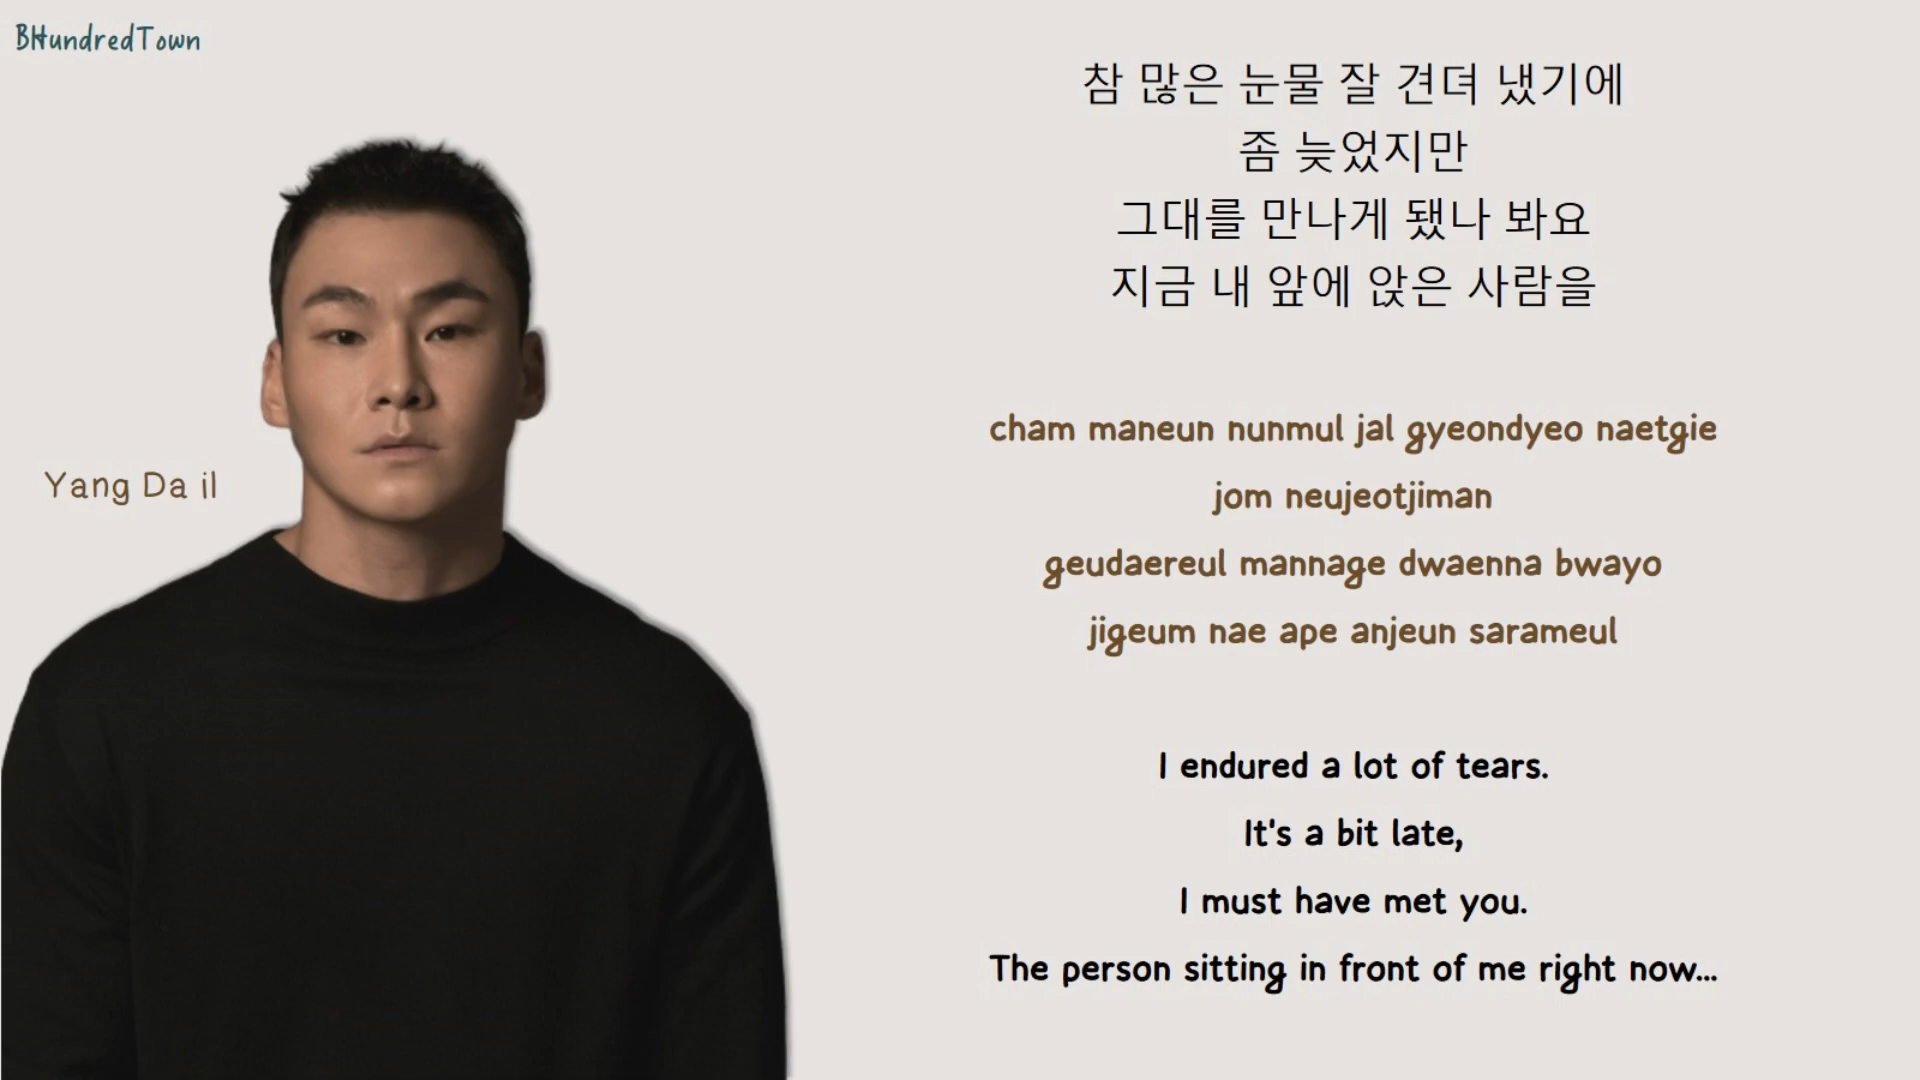 BHundredTown
참 많은 눈물 잘 견뎌 냈기에
좀 늦었지만
그대를 만나게 됐나 봐요
지금 내 앞에 앉은 사람을
cham maneun nunmul jal gyeondyeo naetgie
jom neujeotjiman
geudaereul mannage dwaenna bwayo
jigeum nae ape anjeun sarameul
Yang Da il
I endured a lot of tears.
It's a bit late,
I must have met you.
The person sitting in front of me right now...